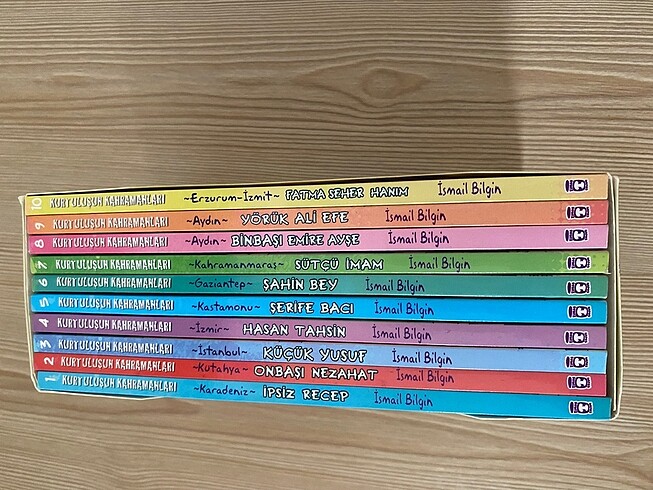 10 KURTULUŞUN KAHRAMANLARI ~Erzurum-İzmit~ FATMA SEHER HANIM İsmail Bilgin
9 KURTULUŞUN KAHRAMANLARI ~Aydın~ YÖRÜK ALİ EFE İsmail Bilgin
8 KURTULUŞUN KAHRAMANLARI ~Aydın~ BİNBAŞI EMİRE AYŞE İsmail Bilgin
7 KURTULUŞUN KAHRAMANLARI ~Kahramanmaraş~ SÜTÇÜ İMAM İsmail Bilgin
6 KURTULUŞUN KAHRAMANLARI ~Gaziantep~ ŞAHİN BEY İsmail Bilgin
5 KURTULUŞUN KAHRAMANLARI ~Kastamonu~ ŞERİFE BACI İsmail Bilgin
4 KURTULUŞUN KAHRAMANLARI ~İzmir~ HASAN TAHSİN İsmail Bilgin
3 KURTULUŞUN KAHRAMANLARI ~İstanbul~ KÜÇÜK YUSUF İsmail Bilgin
2 KURTULUŞUN KAHRAMANLARI ~Kütahya~ ONBAŞI NEZAHAT İsmail Bilgin
1 KURTULUŞUN KAHRAMANLARI ~Karadeniz~ İPSİZ RECEP İsmail Bilgin